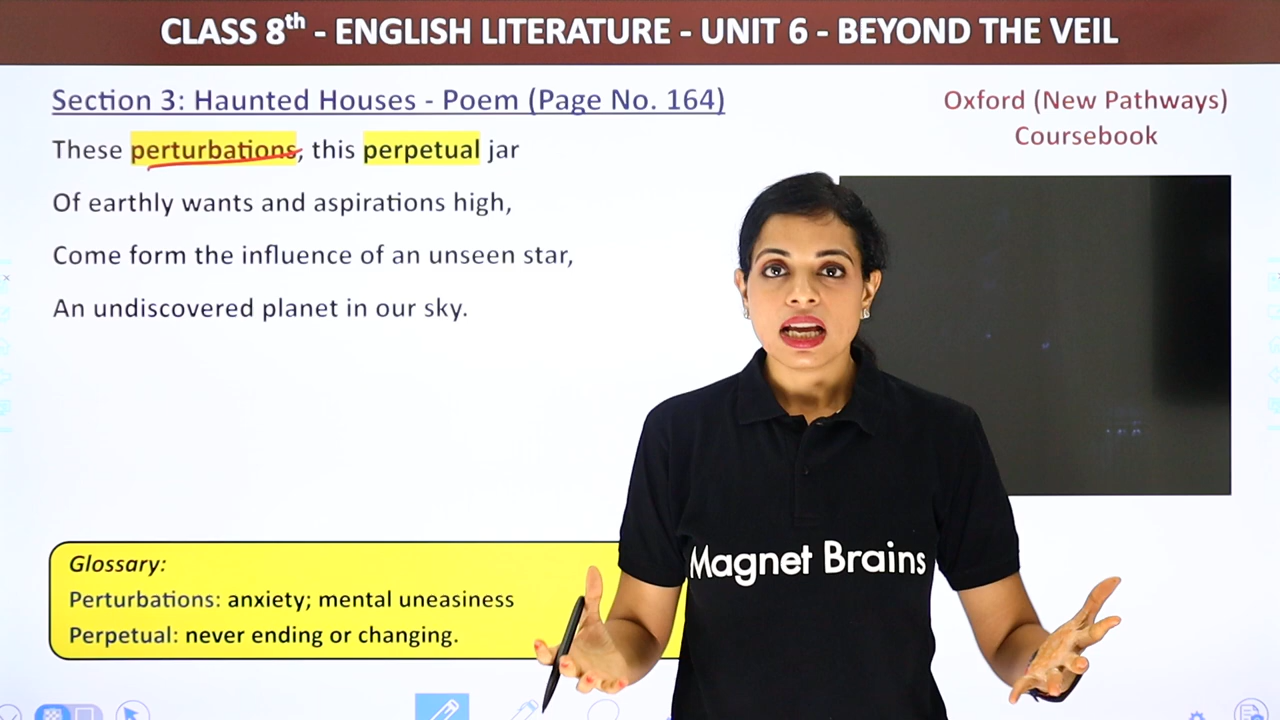 CLASS 8th - ENGLISH LITERATURE - UNIT 6 - BEYOND THE VEIL
Section 3: Haunted Houses - Poem (Page No. 164)
Oxford (New Pathways)
Coursebook
These perturbations, this perpetual jar
Of earthly wants and aspirations high,
Come form the influence of an unseen star,
An undiscovered planet in our sky.
Glossary:
Perturbations: anxiety; mental uneasiness
Perpetual: never ending or changing.
Magnet Brains